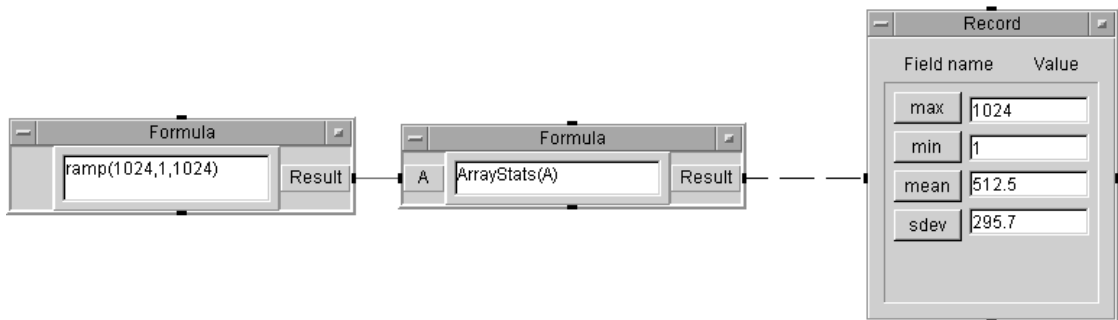 Formula
ramp(1024,1,1024)
Result
Formula
A
ArrayStats(A)
Result
Record
Field name Value
max 1024
min 1
mean 512.5
sdev 295.7